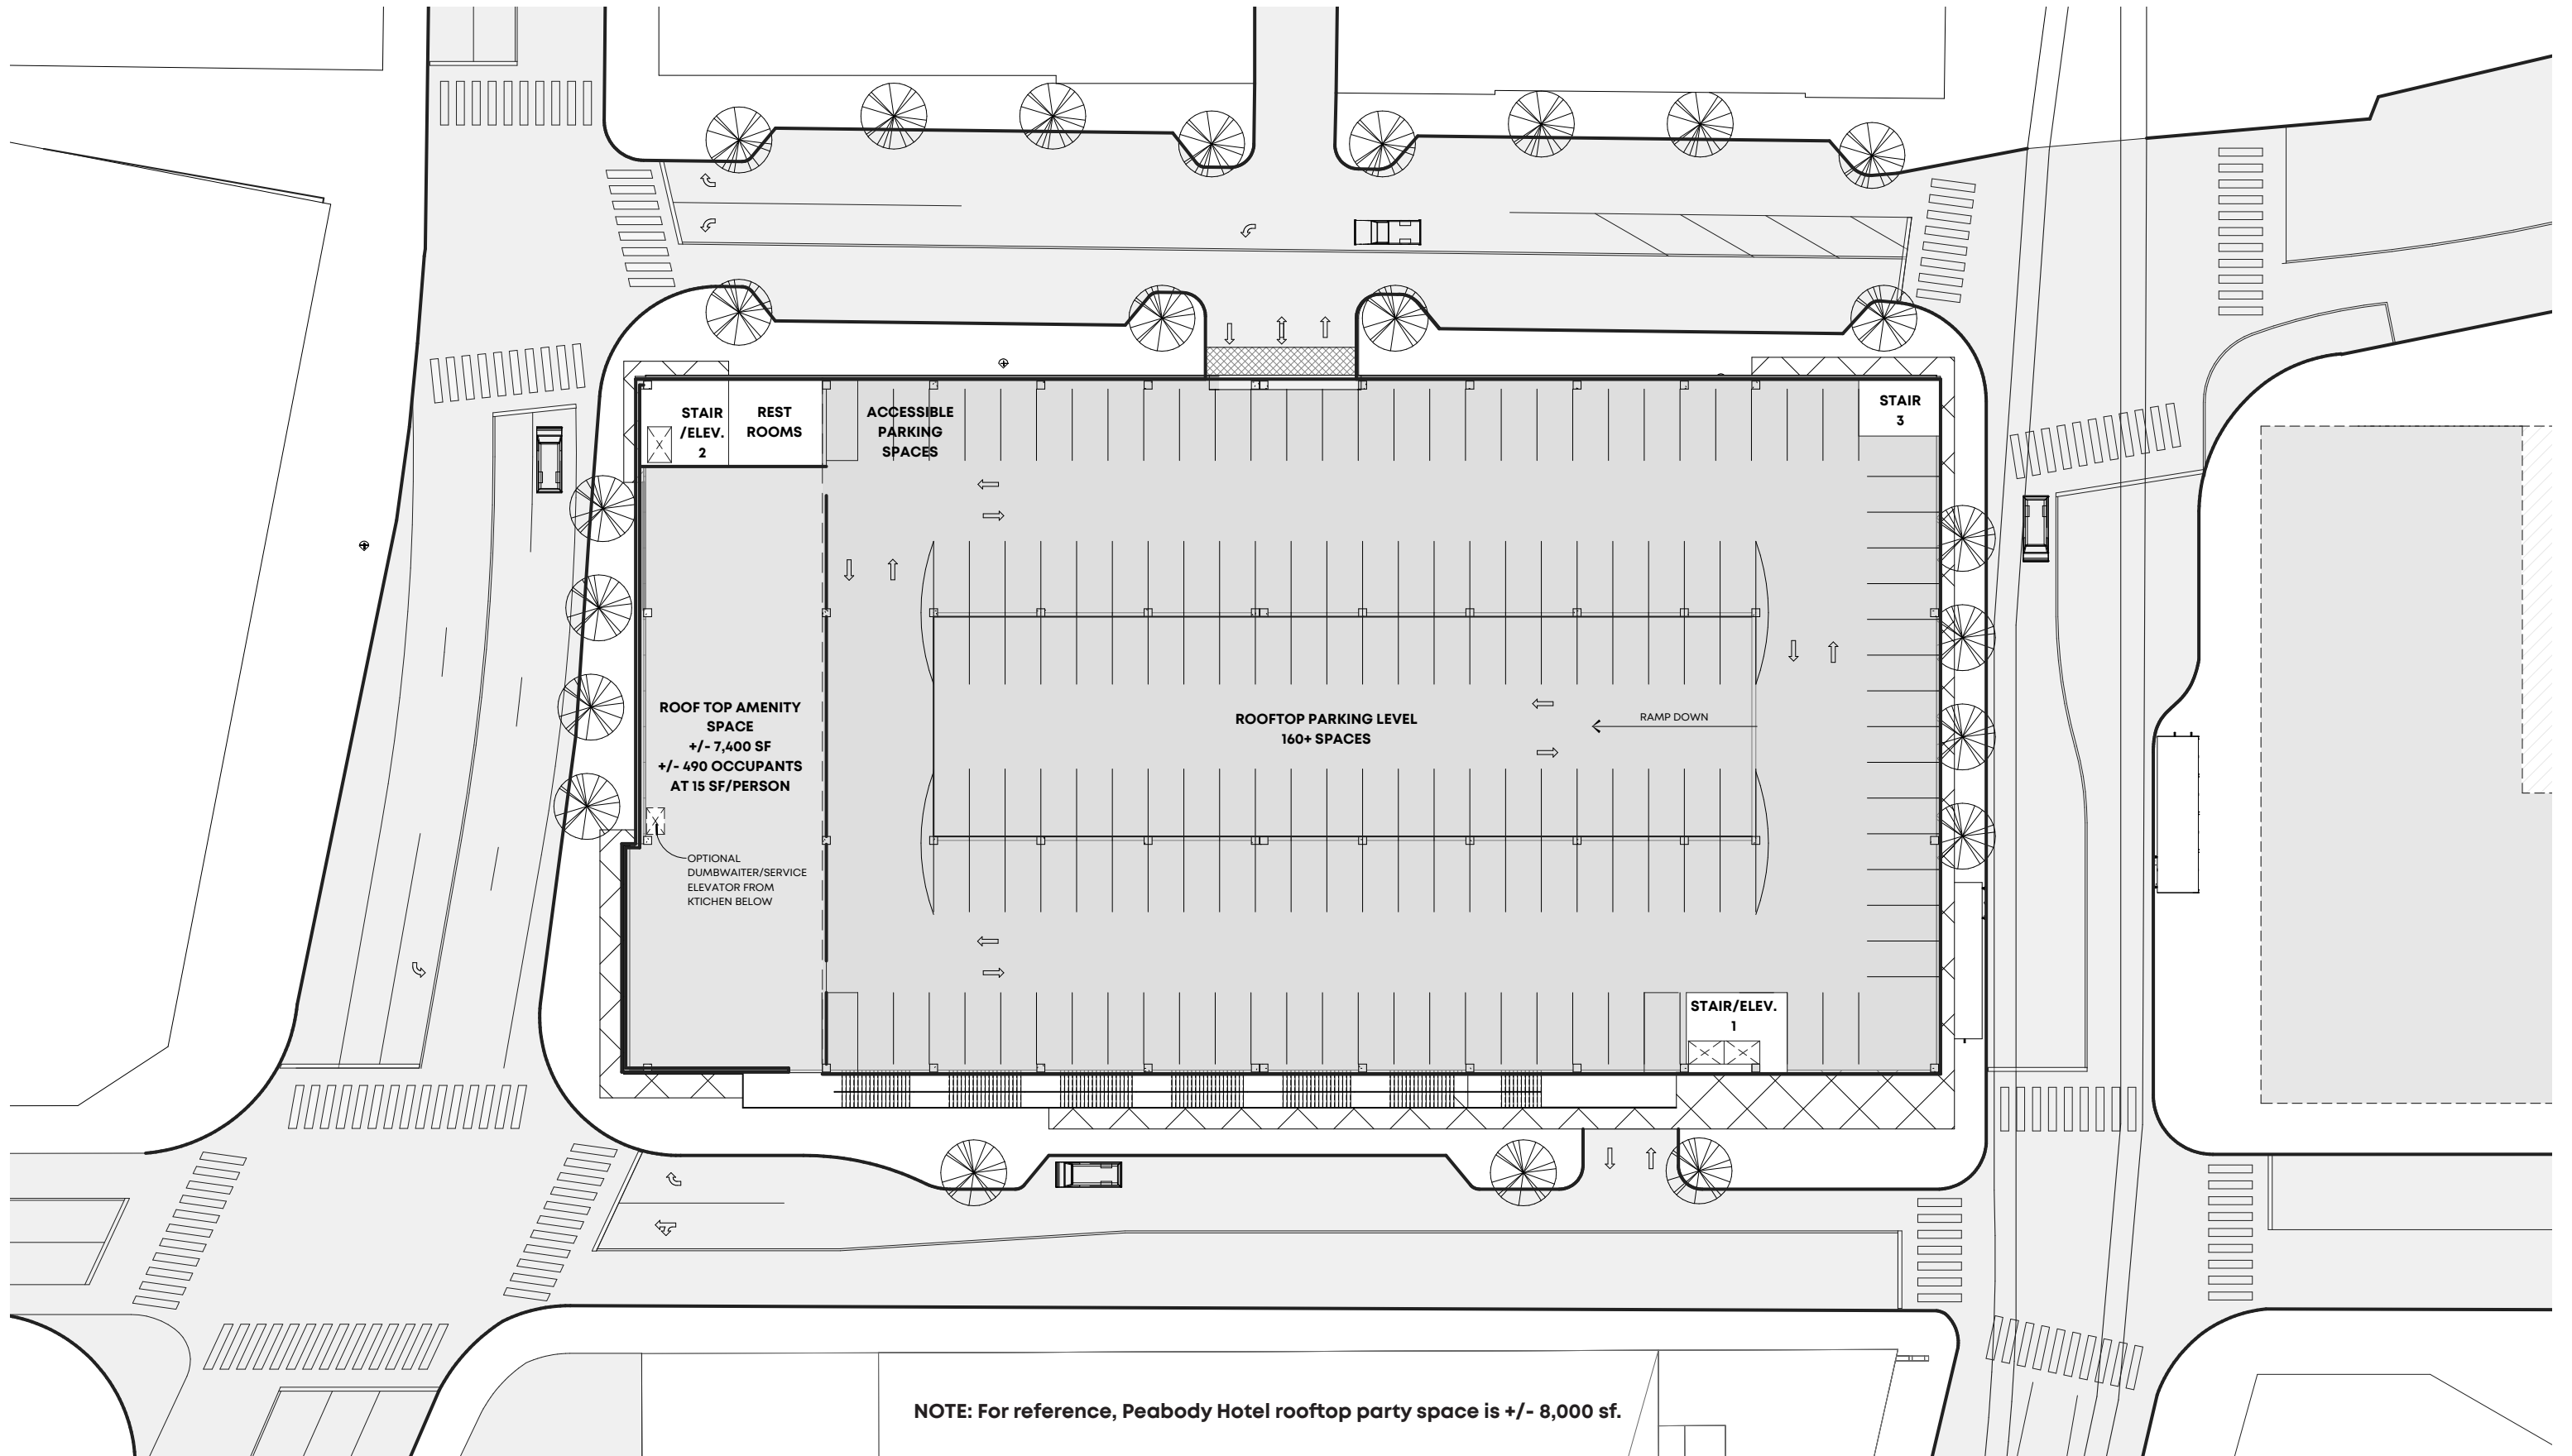 STAIR
/ELEV.
2
REST
ROOMS
ACCESSIBLE
PARKING
SPACES
STAIR
3
ROOF TOP AMENITY
SPACE
+/- 7,400 SF
+/- 490 OCCUPANTS
AT 15 SF/PERSON
ROOFTOP PARKING LEVEL
160+ SPACES
RAMP DOWN
OPTIONAL
DUMBWAITER/SERVICE
ELEVATOR FROM
KTICHEN BELOW
STAIR/ELEV.
1
NOTE: For reference, Peabody Hotel rooftop party space is +/- 8,000 sf.